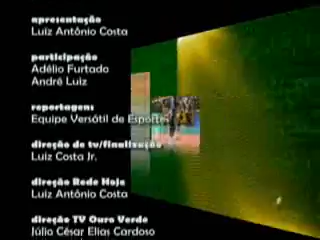 apresentação
Luiz Antônio Costa
participação
Adélio Furtado
André Luiz
reportagens
Equipe Versátil de Esportes
direção de tv/finalização
Luiz Costa Jr.
direção Rede Hoje
Luiz Antônio Costa
direção TV Ouro Verde
Júlio César Elias Cardoso